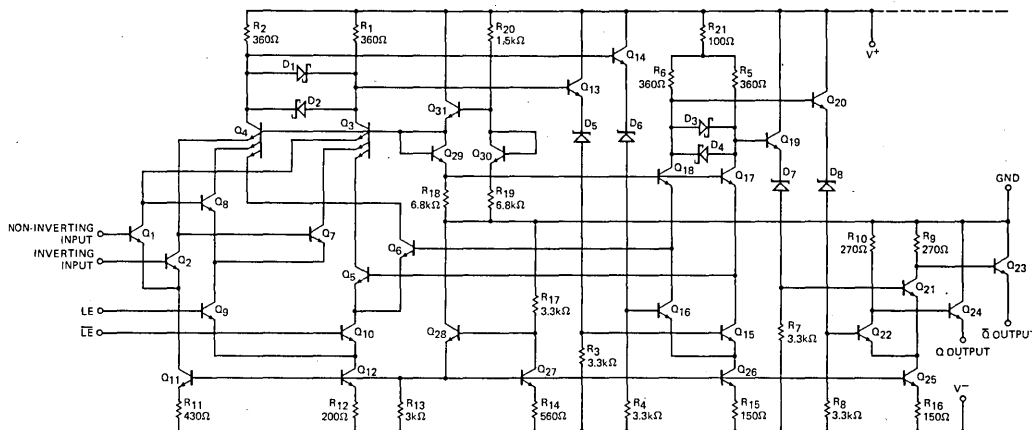 R2 360Ω
R1 360Ω
R20 1.5kΩ
R21 100Ω
V+
D1
Q14
R6 360Ω
R5 360Ω
Q13
Q20
D2
Q4
Q3
Q31
D5
D6
D3
Q19
Q29
Q30
D4
D7
D8
Q18
Q17
GND
R18 6.8kΩ
R19 6.8kΩ
Q8
NON-INVERTING INPUT
Q1
Q7
Q6
R10 270Ω
R9 270Ω
Q23
INVERTING INPUT
Q2
Q5
Q21
R17 3.3kΩ
Q24
LE
Q9
Q16
Q22
Q̅ OUTPUT
L̅E̅
Q10
Q28
R3 3.3kΩ
Q15
R7 3.3kΩ
Q OUTPUT
Q11
Q12
Q27
Q26
Q25
V−
R11 430Ω
R12 200Ω
R13 3kΩ
R14 560Ω
R4 3.3kΩ
R15 150Ω
R8 3.3kΩ
R16 150Ω